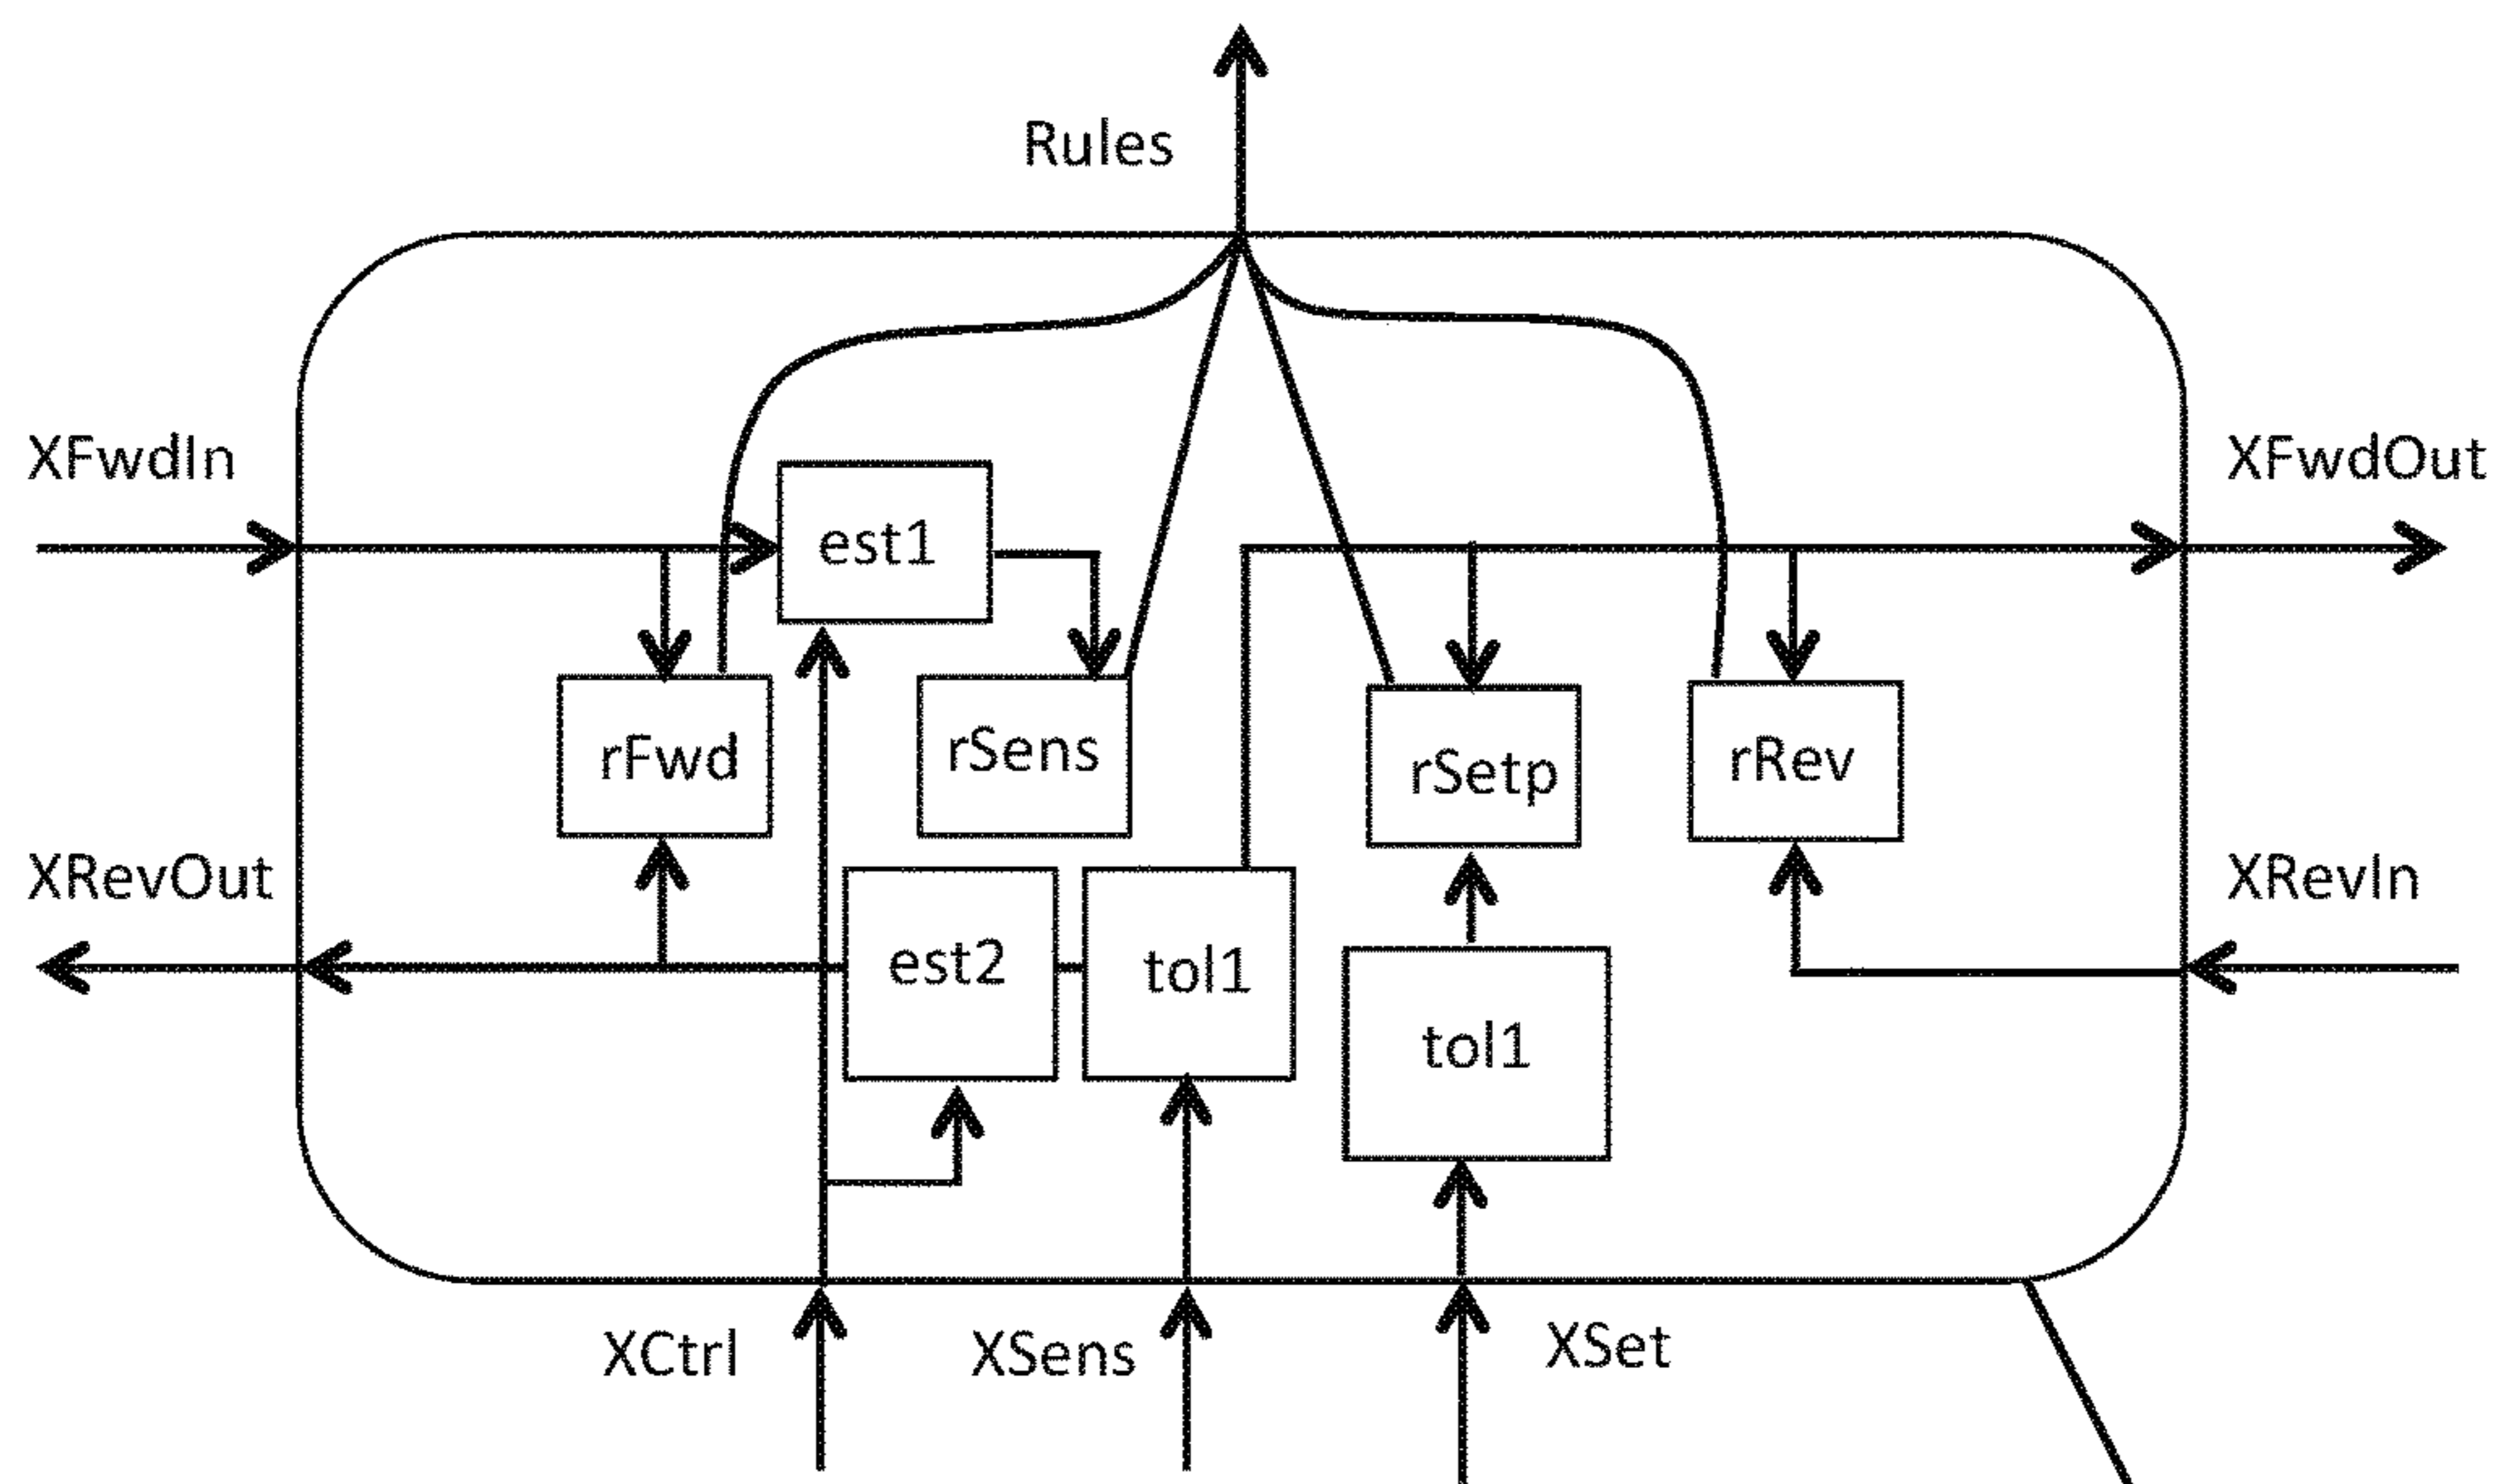 Rules
XFwdIn
XFwdOut
est1
rFwd
rSens
rSetp
rRev
XRevOut
XRevIn
est2
tol1
tol1
XCtrl
XSens
XSet